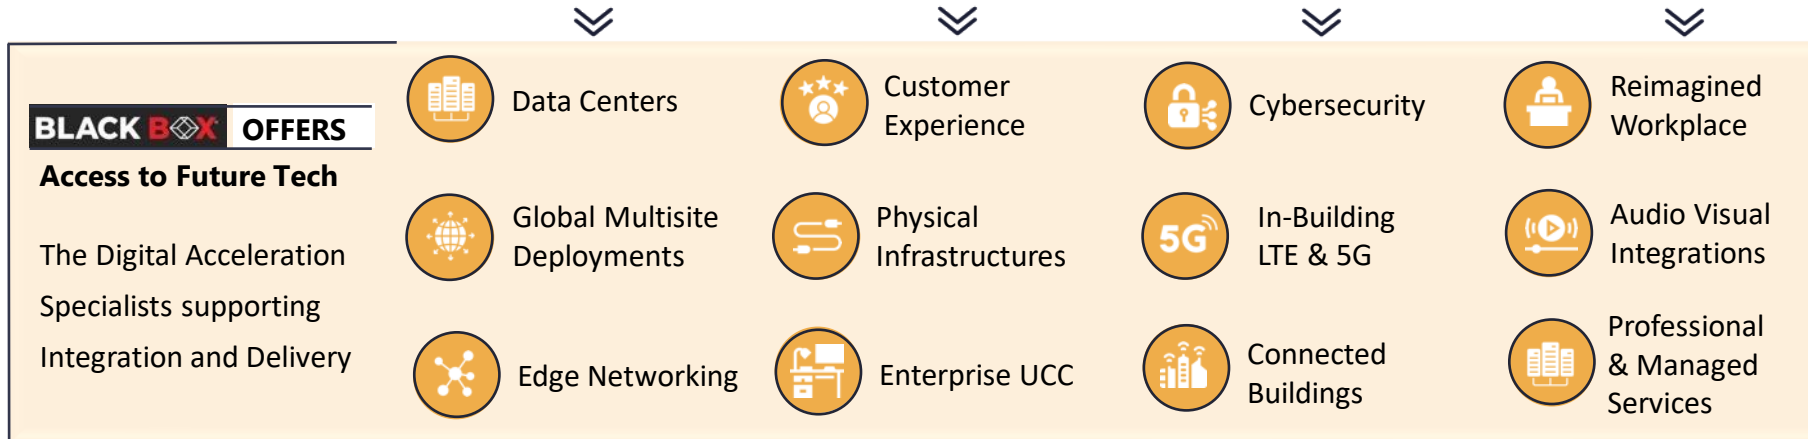 BLACK BOX OFFERS
Access to Future Tech
The Digital Acceleration
Specialists supporting
Integration and Delivery
Data Centers
Customer
Experience
Cybersecurity
Reimagined
Workplace
Global Multisite
Deployments
Physical
Infrastructures
5G
In-Building
LTE & 5G
Audio Visual
Integrations
Edge Networking
Enterprise UCC
Connected
Buildings
Professional
& Managed
Services